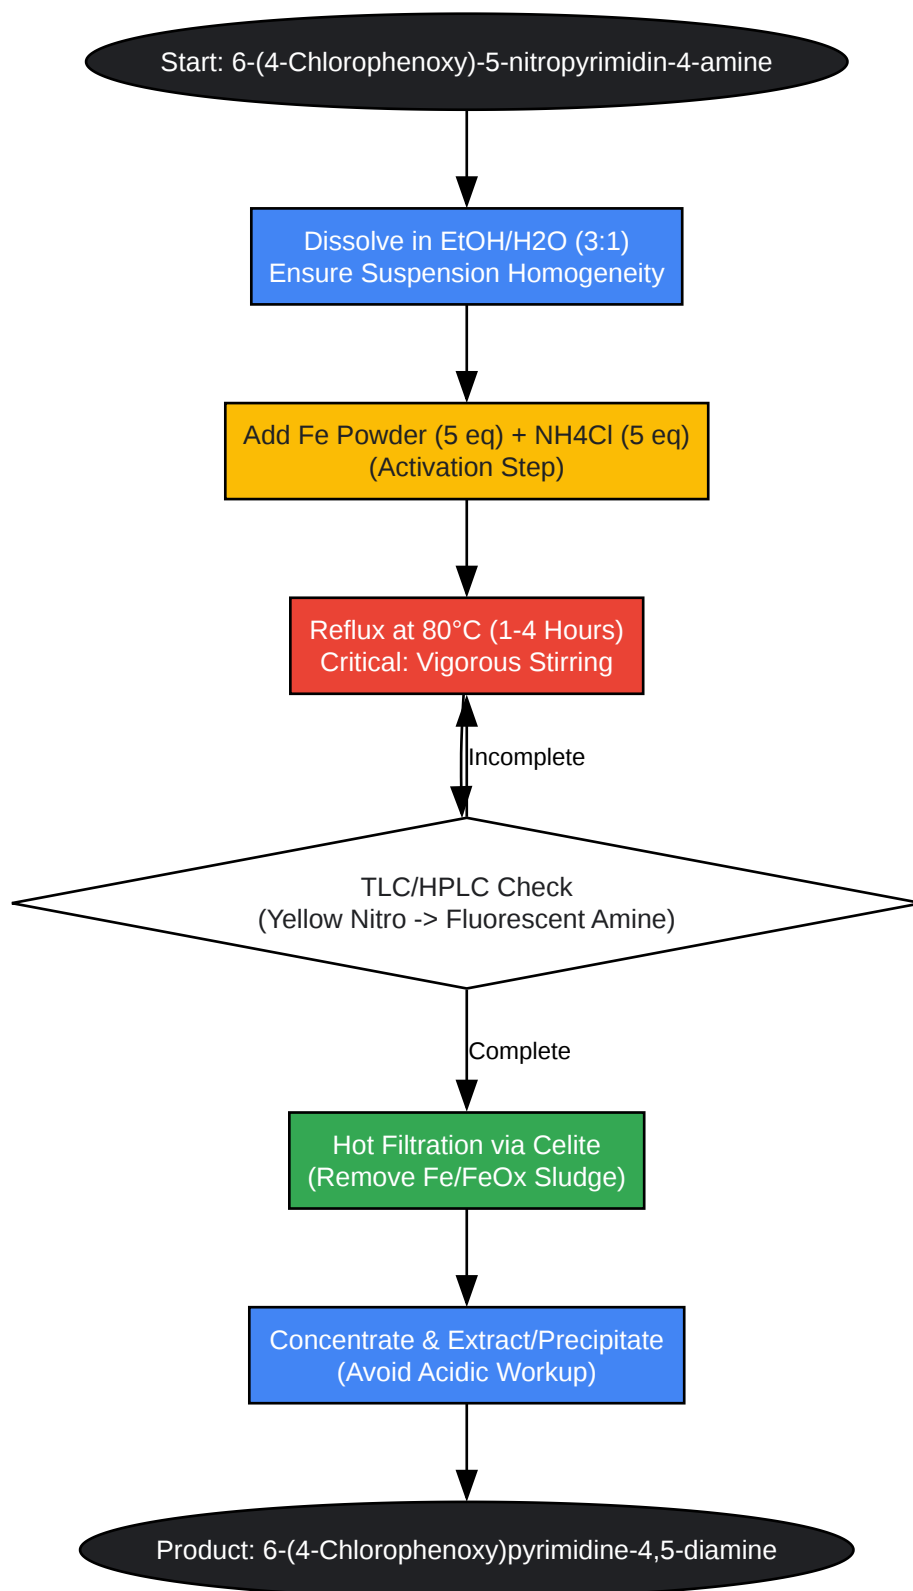 Start: 6-(4-Chlorophenoxy)-5-nitropyrimidin-4-amine
Dissolve in EtOH/H2O (3:1)
Ensure Suspension Homogeneity
Add Fe Powder (5 eq) + NH4Cl (5 eq)
(Activation Step)
Reflux at 80°C (1-4 Hours)
Critical: Vigorous Stirring
Incomplete
TLC/HPLC Check
(Yellow Nitro -> Fluorescent Amine)
Complete
Hot Filtration via Celite
(Remove Fe/FeOx Sludge)
Concentrate & Extract/Precipitate
(Avoid Acidic Workup)
Product: 6-(4-Chlorophenoxy)pyrimidine-4,5-diamine